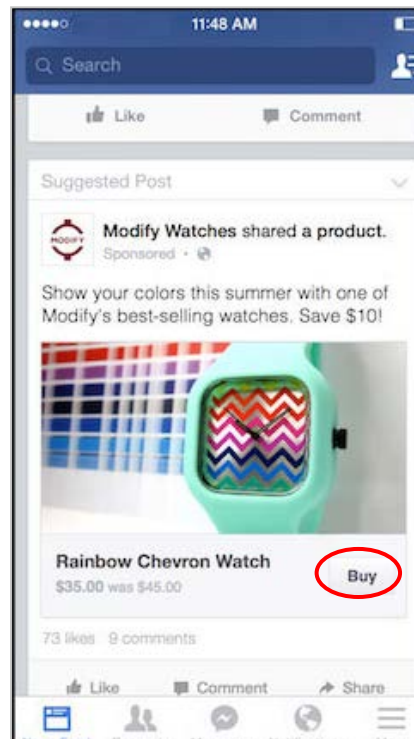 11:48 AM
Search
Like Comment
Suggested Post
MODIFY
Modify Watches shared a product.
Sponsored ·
Show your colors this summer with one of
Modify's best-selling watches. Save $10!
Rainbow Chevron Watch
$35.00 was $45.00
Buy
73 likes 9 comments
Like Comment Share